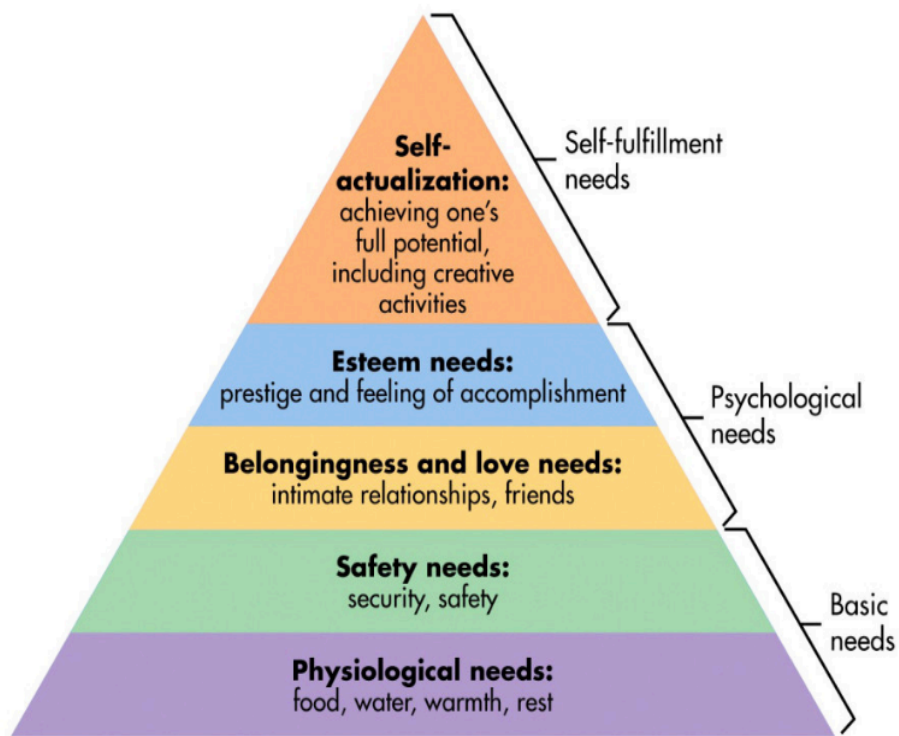 Self-
actualization:
achieving one's
full potential,
including creative
activities
Self-fulfillment
needs
Esteem needs:
prestige and feeling of accomplishment
Psychological
needs
Belongingness and love needs:
intimate relationships, friends
Safety needs:
security, safety
Basic
needs
Physiological needs:
food, water, warmth, rest